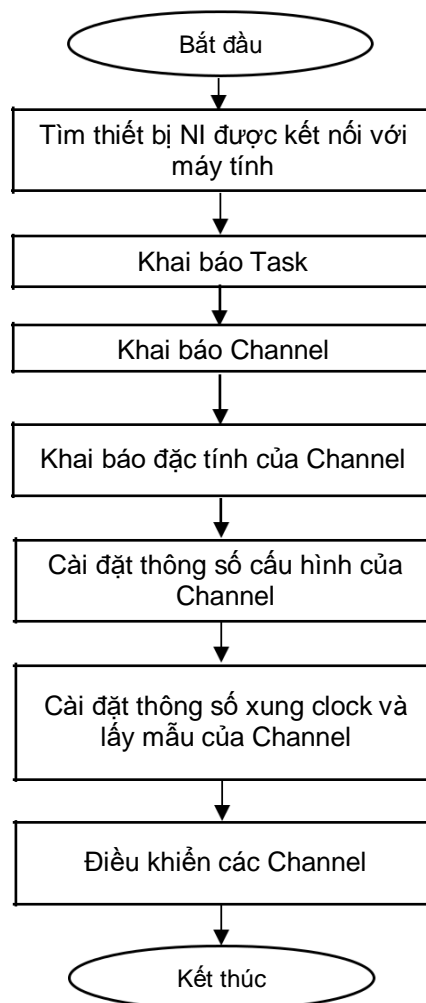 Bắt đầu
Tìm thiết bị NI được kết nối với
máy tính
Khai báo Task
Khai báo Channel
Khai báo đặc tính của Channel
Cài đặt thông số cấu hình của
Channel
Cài đặt thông số xung clock và
lấy mẫu của Channel
Điều khiển các Channel
Kết thúc